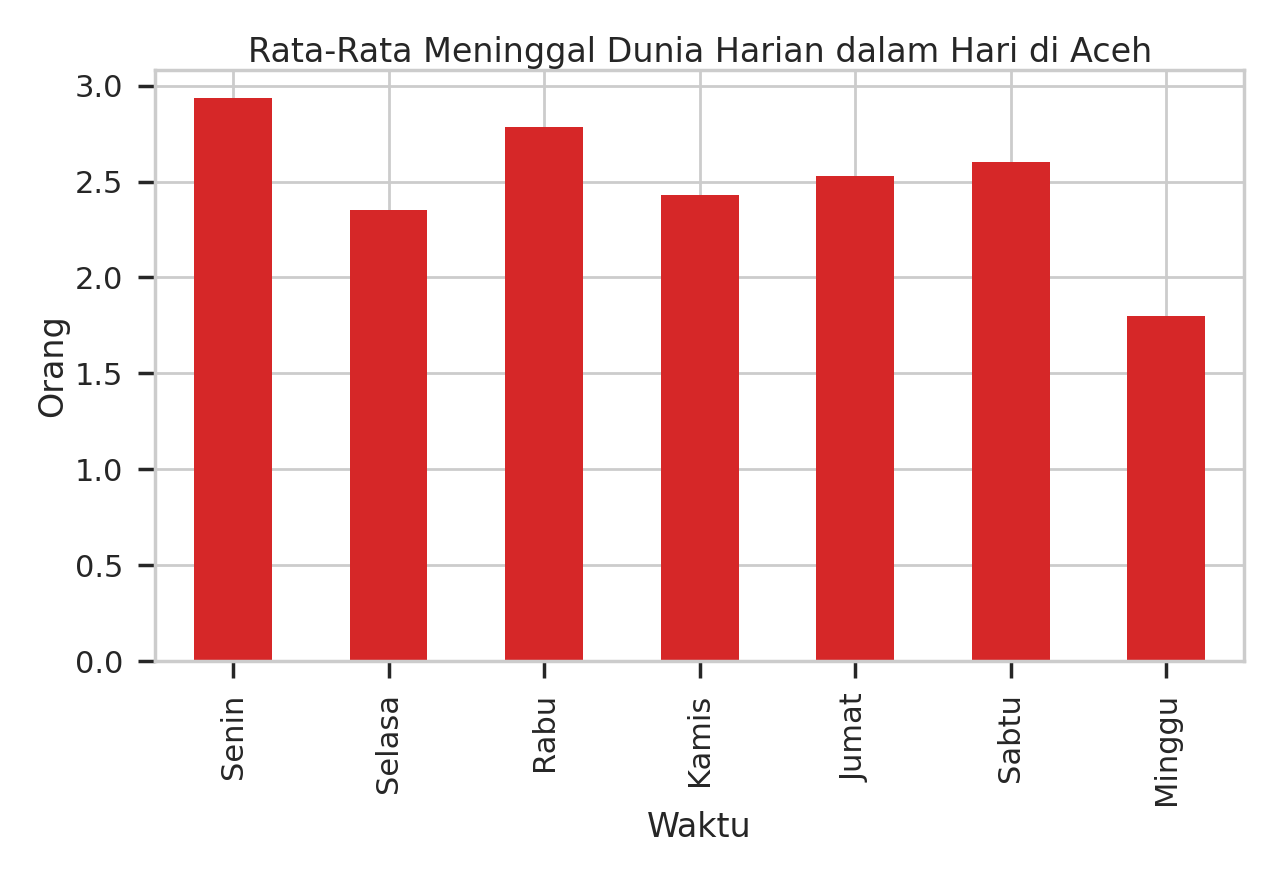 Rata-Rata Meninggal Dunia Harian dalam Hari di Aceh
3.0
2.5
2.0
1.5
1.0
0.5
0.0
Orang
Senin
Selasa
Rabu
Kamis
Jumat
Sabtu
Minggu
Waktu